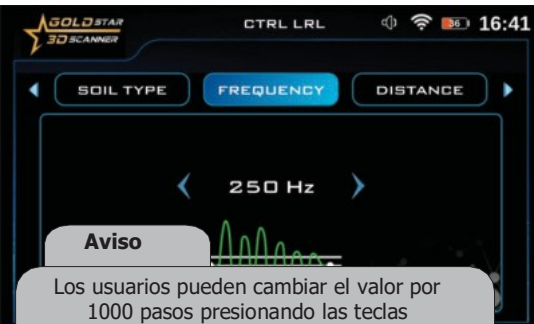 GOLD STAR
3D SCANNER
CTRL LRL
36
16:41
SOIL TYPE
FREQUENCY
DISTANCE
250 Hz
Aviso
Los usuarios pueden cambiar el valor por
1000 pasos presionando las teclas